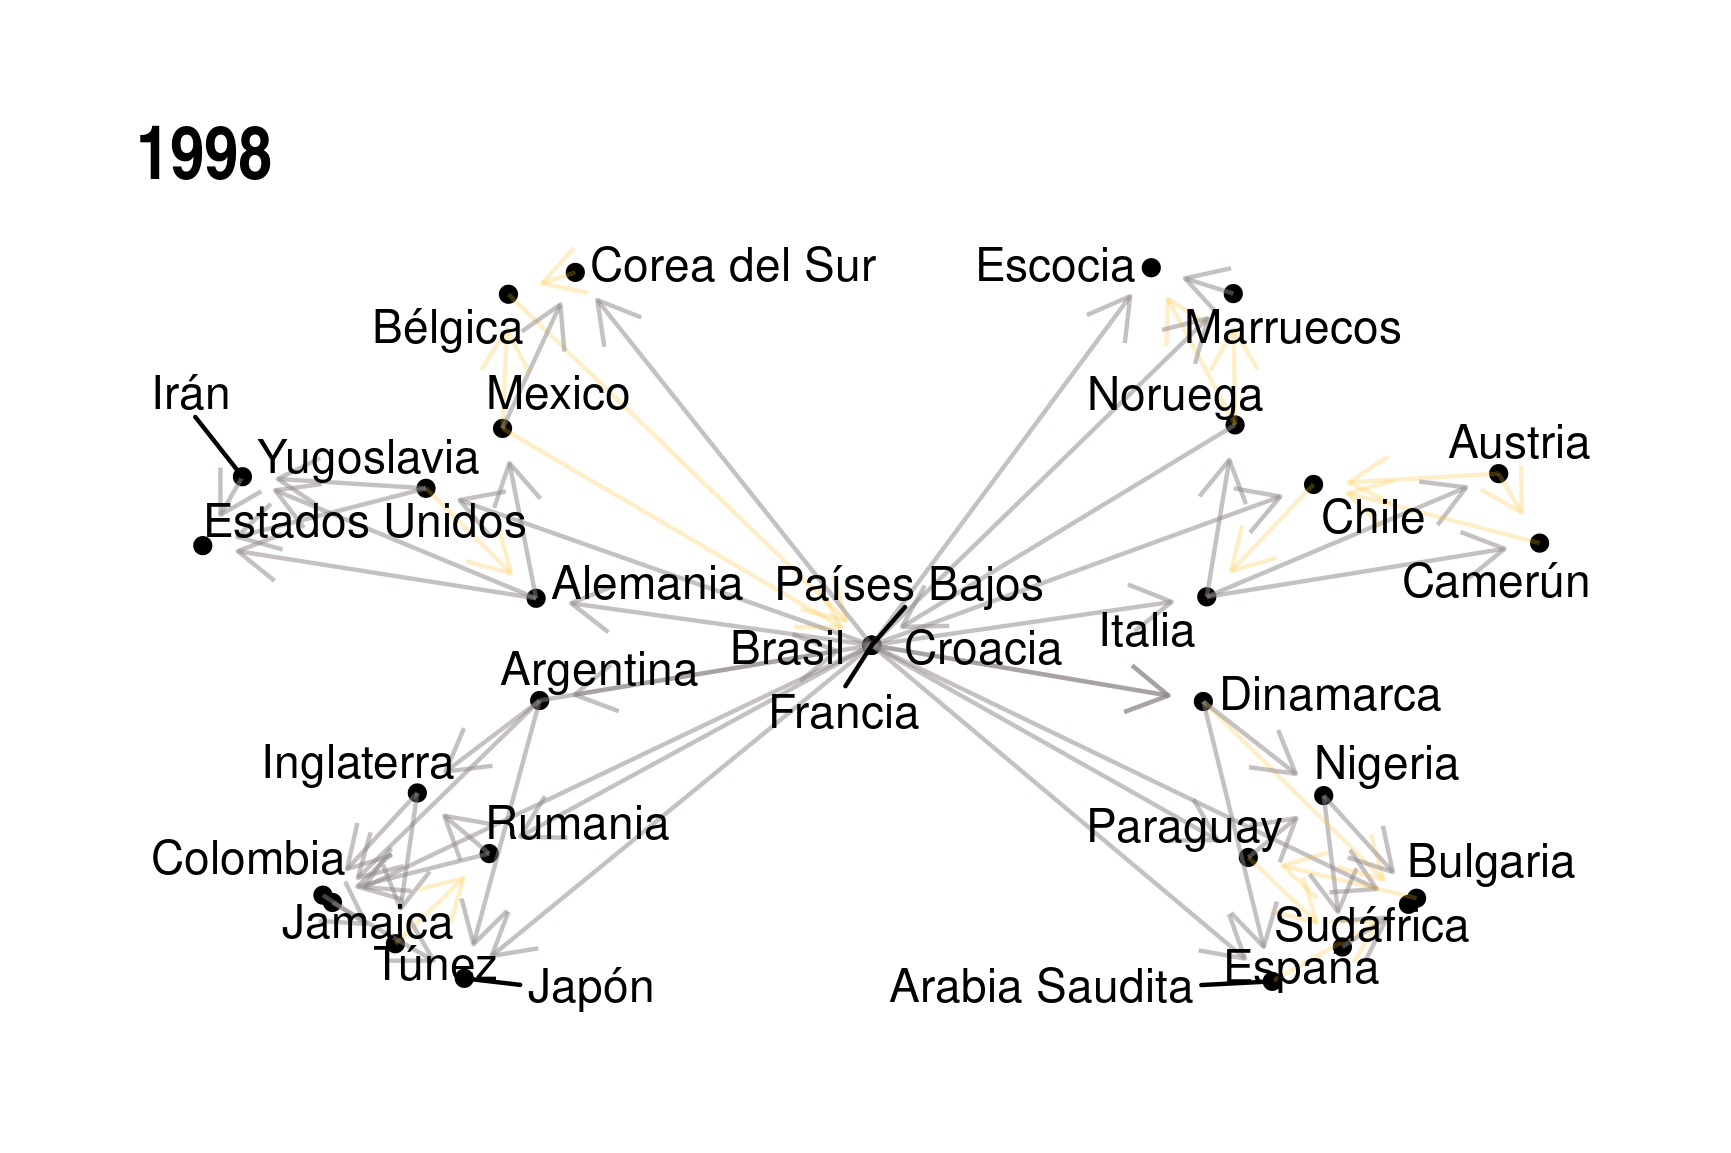 1998
Corea del Sur
Escocia
Bélgica
Marruecos
Irán
Mexico
Noruega
Yugoslavia
Austria
Estados Unidos
Chile
Alemania
Países Bajos
Camerún
Italia
Brasil
Croacia
Argentina
Dinamarca
Francia
Inglaterra
Nigeria
Rumania
Paraguay
Colombia
Bulgaria
Jamaica
Sudáfrica
Túnez
España
Japón
Arabia Saudita